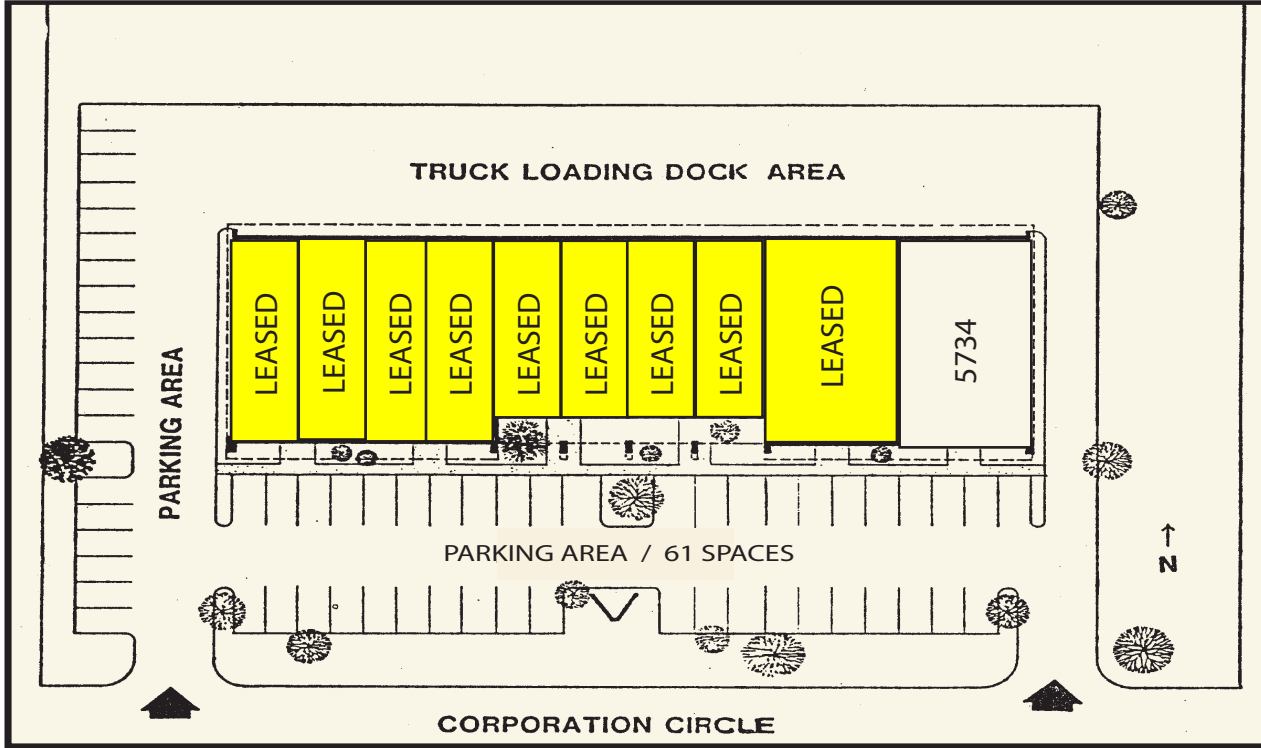 TRUCK LOADING DOCK AREA
LEASED
LEASED
LEASED
LEASED
LEASED
LEASED
LEASED
LEASED
LEASED
5734
PARKING AREA
PARKING AREA / 61 SPACES
↑
N
CORPORATION CIRCLE